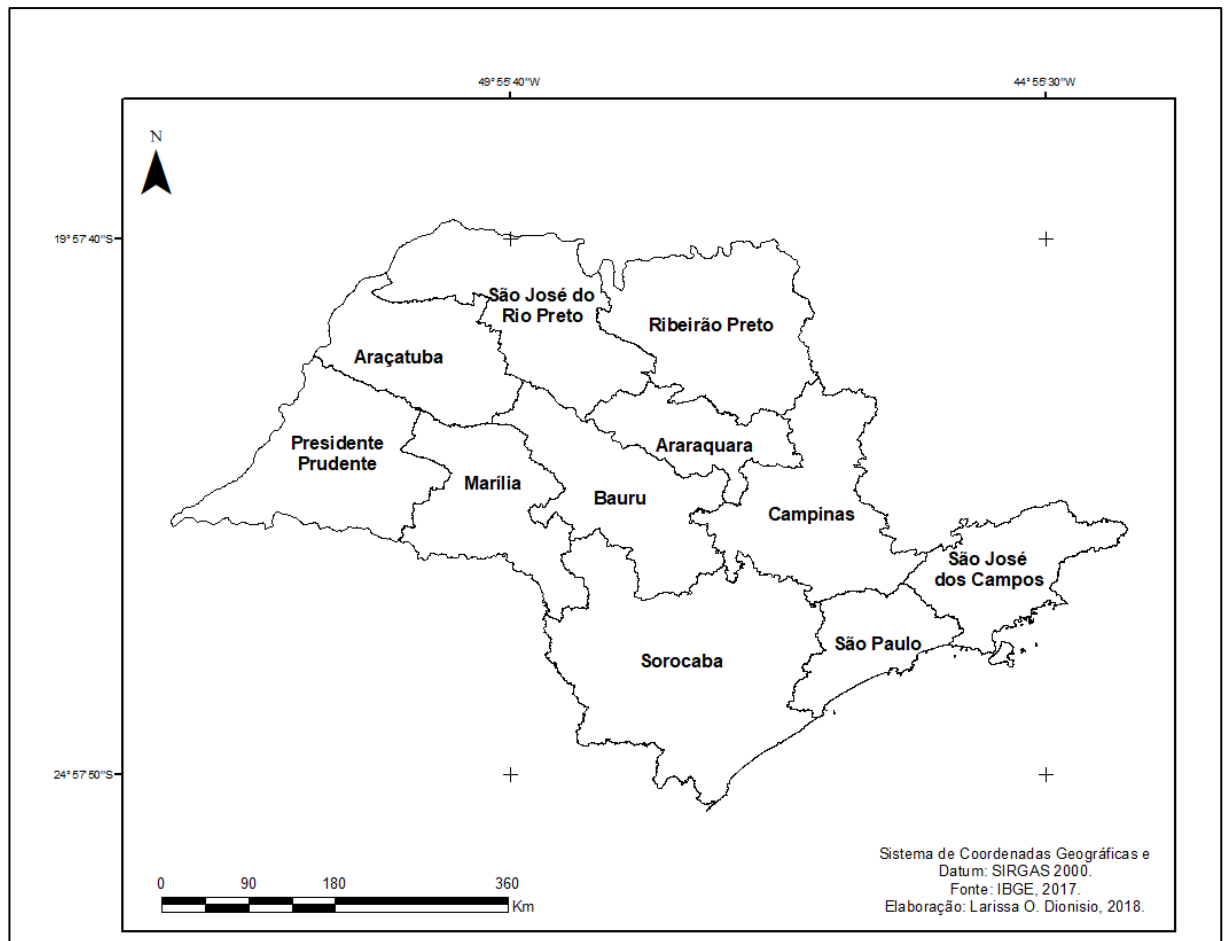 49°55'40"W
44°55'30"W
N
19°57'40"S
São José do
Rio Preto
Ribeirão Preto
Araçatuba
Presidente
Prudente
Araraquara
Marília
Bauru
Campinas
São José
dos Campos
São Paulo
Sorocaba
24°57'50"S
Sistema de Coordenadas Geográficas e
Datum: SIRGAS 2000.
Fonte: IBGE, 2017.
Elaboração: Larissa O. Dionisio, 2018.
0 90 180 360
Km